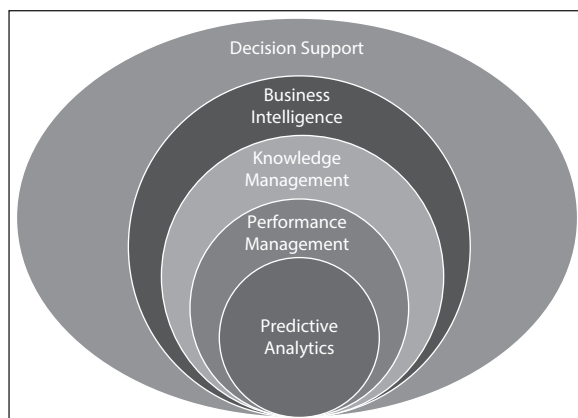 Decision Support
Business
Intelligence
Knowledge
Management
Performance
Management
Predictive
Analytics